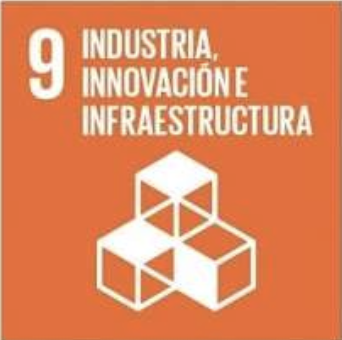 9 INDUSTRIA,
INNOVACIÓN E
INFRAESTRUCTURA